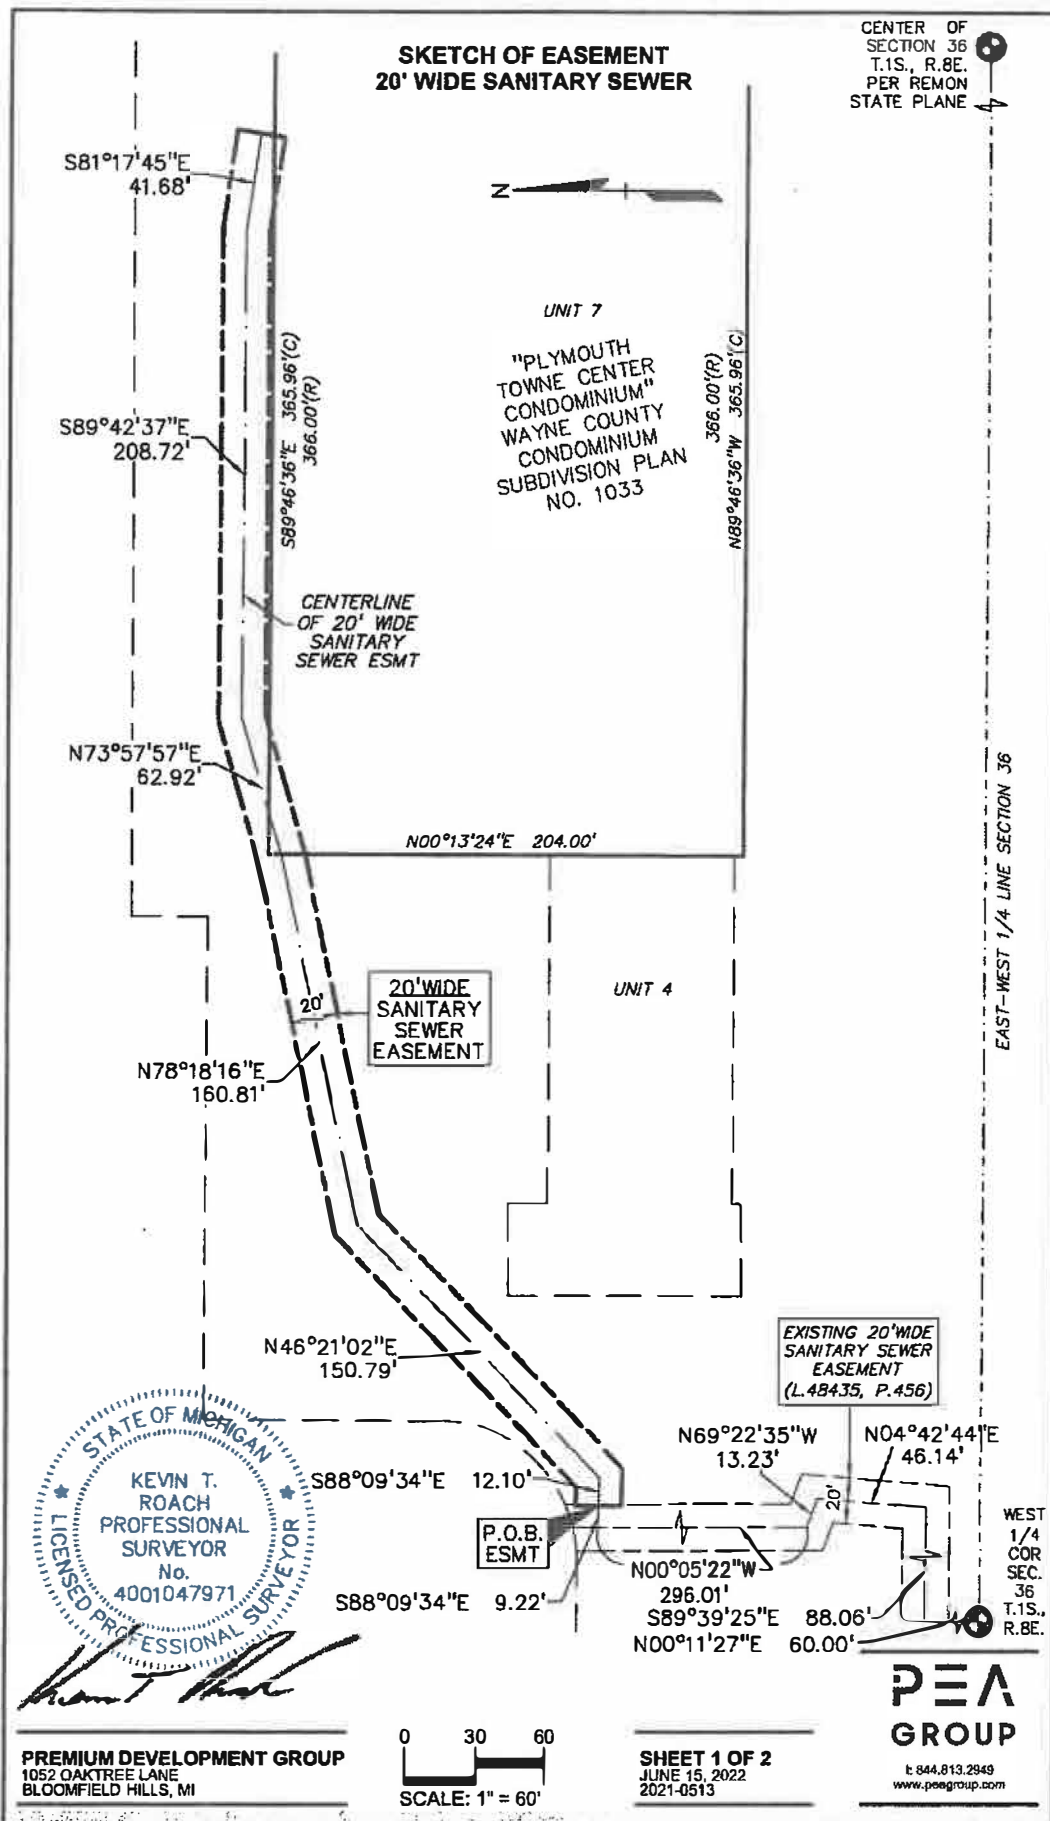 SKETCH OF EASEMENT
20' WIDE SANITARY SEWER
CENTER OF
SECTION 36
T.1S., R.8E.
PER REMON
STATE PLANE
S81°17'45"E
41.68'
N
UNIT 7
"PLYMOUTH
TOWNE CENTER
CONDOMINIUM"
WAYNE COUNTY
CONDOMINIUM
SUBDIVISION PLAN
NO. 1033
S89°46'36"E 365.96'(C)
366.00'(R)
366.00'(R)
N89°46'36"W 365.96'(C)
S89°42'37"E
208.72'
CENTERLINE
OF 20' WIDE
SANITARY
SEWER ESMT
N73°57'57"E
62.92'
N00°13'24"E 204.00'
EAST-WEST 1/4 LINE SECTION 36
UNIT 4
20'
20'WIDE
SANITARY
SEWER
EASEMENT
N78°18'16"E
160.81'
N46°21'02"E
150.79'
EXISTING 20'WIDE
SANITARY SEWER
EASEMENT
(L.48435, P.456)
N69°22'35"W
13.23'
N04°42'44"E
46.14'
20'
S88°09'34"E 12.10'
P.O.B.
ESMT
S88°09'34"E 9.22'
N00°05'22"W
296.01'
S89°39'25"E 88.06'
N00°11'27"E 60.00'
WEST
1/4
COR
SEC.
36
T.1S.,
R.8E.
STATE OF MICHIGAN
KEVIN T.
ROACH
PROFESSIONAL
SURVEYOR
No.
4001047971
LICENSED PROFESSIONAL SURVEYOR
PREMIUM DEVELOPMENT GROUP
1052 OAKTREE LANE
BLOOMFIELD HILLS, MI
0 30 60
SCALE: 1" = 60'
SHEET 1 OF 2
JUNE 15, 2022
2021-0513
PEA
GROUP
t: 844.813.2949
www.peagroup.com